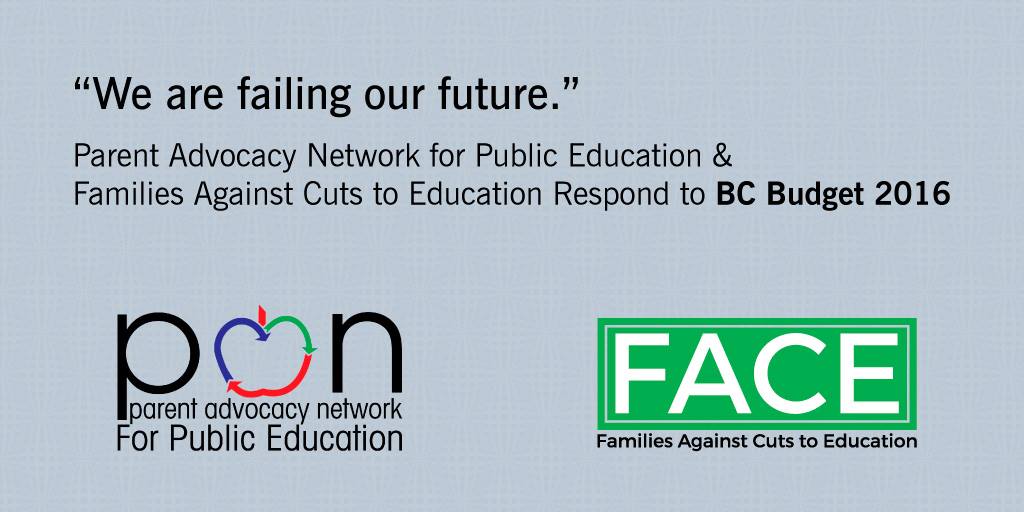 “We are failing our future.”
Parent Advocacy Network for Public Education &
Families Against Cuts to Education Respond to BC Budget 2016
pan
parent advocacy network
For Public Education
FACE
Families Against Cuts to Education